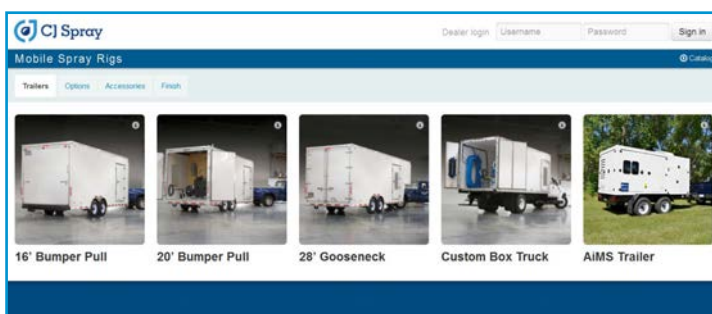 CJ Spray
Dealer login Username Password Sign in
Mobile Spray Rigs
Catalog
Trailers Options Accessories Finish
16' Bumper Pull 20' Bumper Pull 28' Gooseneck Custom Box Truck AiMS Trailer